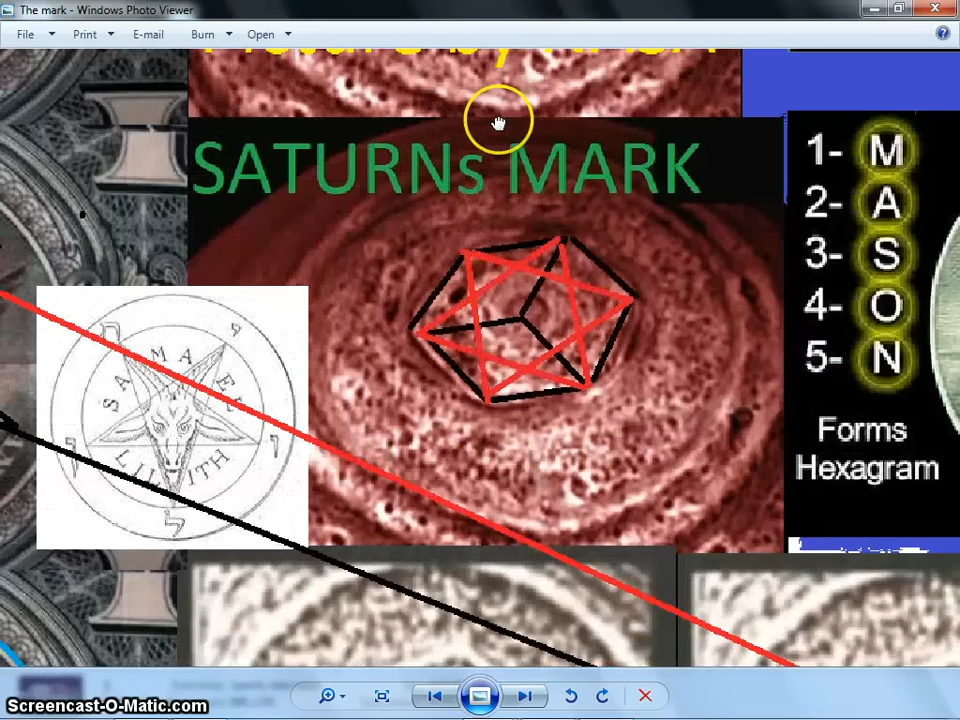 The mark - Windows Photo Viewer
File Print E-mail Burn Open
SATURNs MARK
1- M
2- A
3- S
4- O
5- N
Forms
Hexagram
SAMAEL
LILITH
Screencast-O-Matic.com